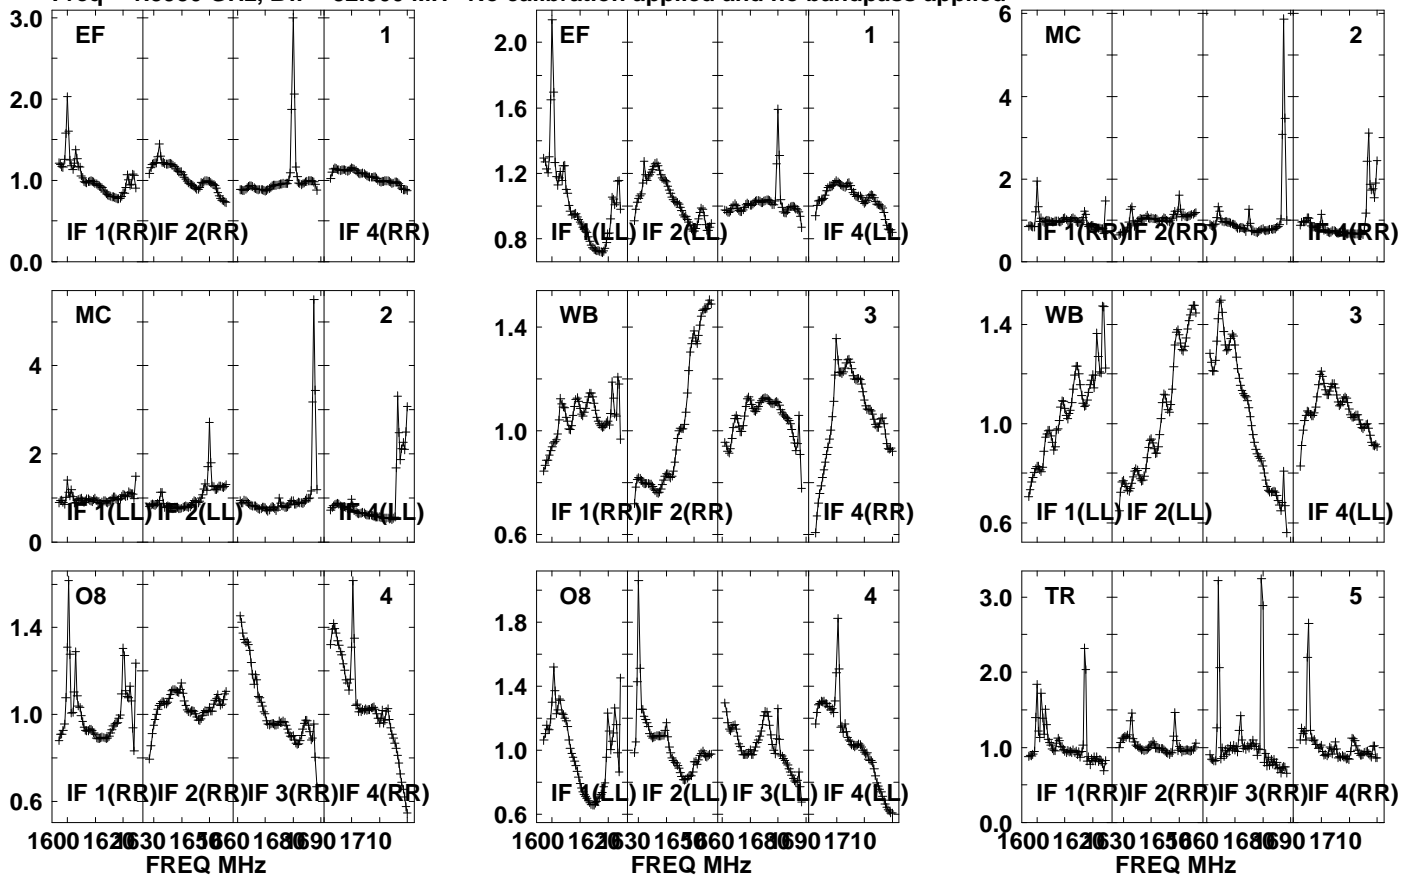 No calibration applied and no bandpass applied
EF 1
3.0
2.0
1.0
0.0
IF 1(RR) IF 2(RR) IF 4(RR)
EF 1
2.0
1.6
1.2
0.8
IF 1(LL) IF 2(LL) IF 4(LL)
MC 2
6
4
2
0
IF 1(RR) IF 2(RR) IF 4(RR)
MC 2
4
2
0
IF 1(LL) IF 2(LL) IF 4(LL)
WB 3
1.4
1.0
0.6
IF 1(RR) IF 2(RR) IF 4(RR)
WB 3
1.4
1.0
0.6
IF 1(LL) IF 2(LL) IF 4(LL)
O8 4
1.4
1.0
0.6
IF 1(RR) IF 2(RR) IF 3(RR) IF 4(RR)
1600 1620 1630 1650 1660 1680 1690 1710
FREQ MHz
O8 4
1.8
1.4
1.0
0.6
IF 1(LL) IF 2(LL) IF 3(LL) IF 4(LL)
1600 1620 1630 1650 1660 1680 1690 1710
FREQ MHz
TR 5
3.0
2.0
1.0
0.0
IF 1(RR) IF 2(RR) IF 3(RR) IF 4(RR)
1600 1620 1630 1650 1660 1680 1690 1710
FREQ MHz